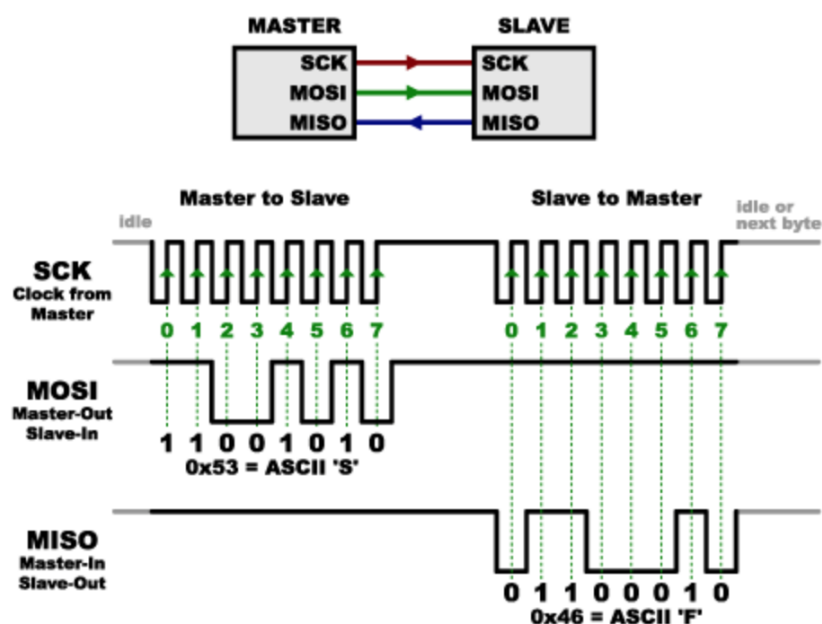 MASTER SLAVE
SCK SCK
MOSI MOSI
MISO MISO
Master to Slave Slave to Master
idle idle or
next byte
SCK
Clock from
Master
0 1 2 3 4 5 6 7 0 1 2 3 4 5 6 7
MOSI
Master-Out
Slave-In
1 1 0 0 1 0 1 0
0x53 = ASCII 'S'
MISO
Master-In
Slave-Out
0 1 1 0 0 0 1 0
0x46 = ASCII 'F'